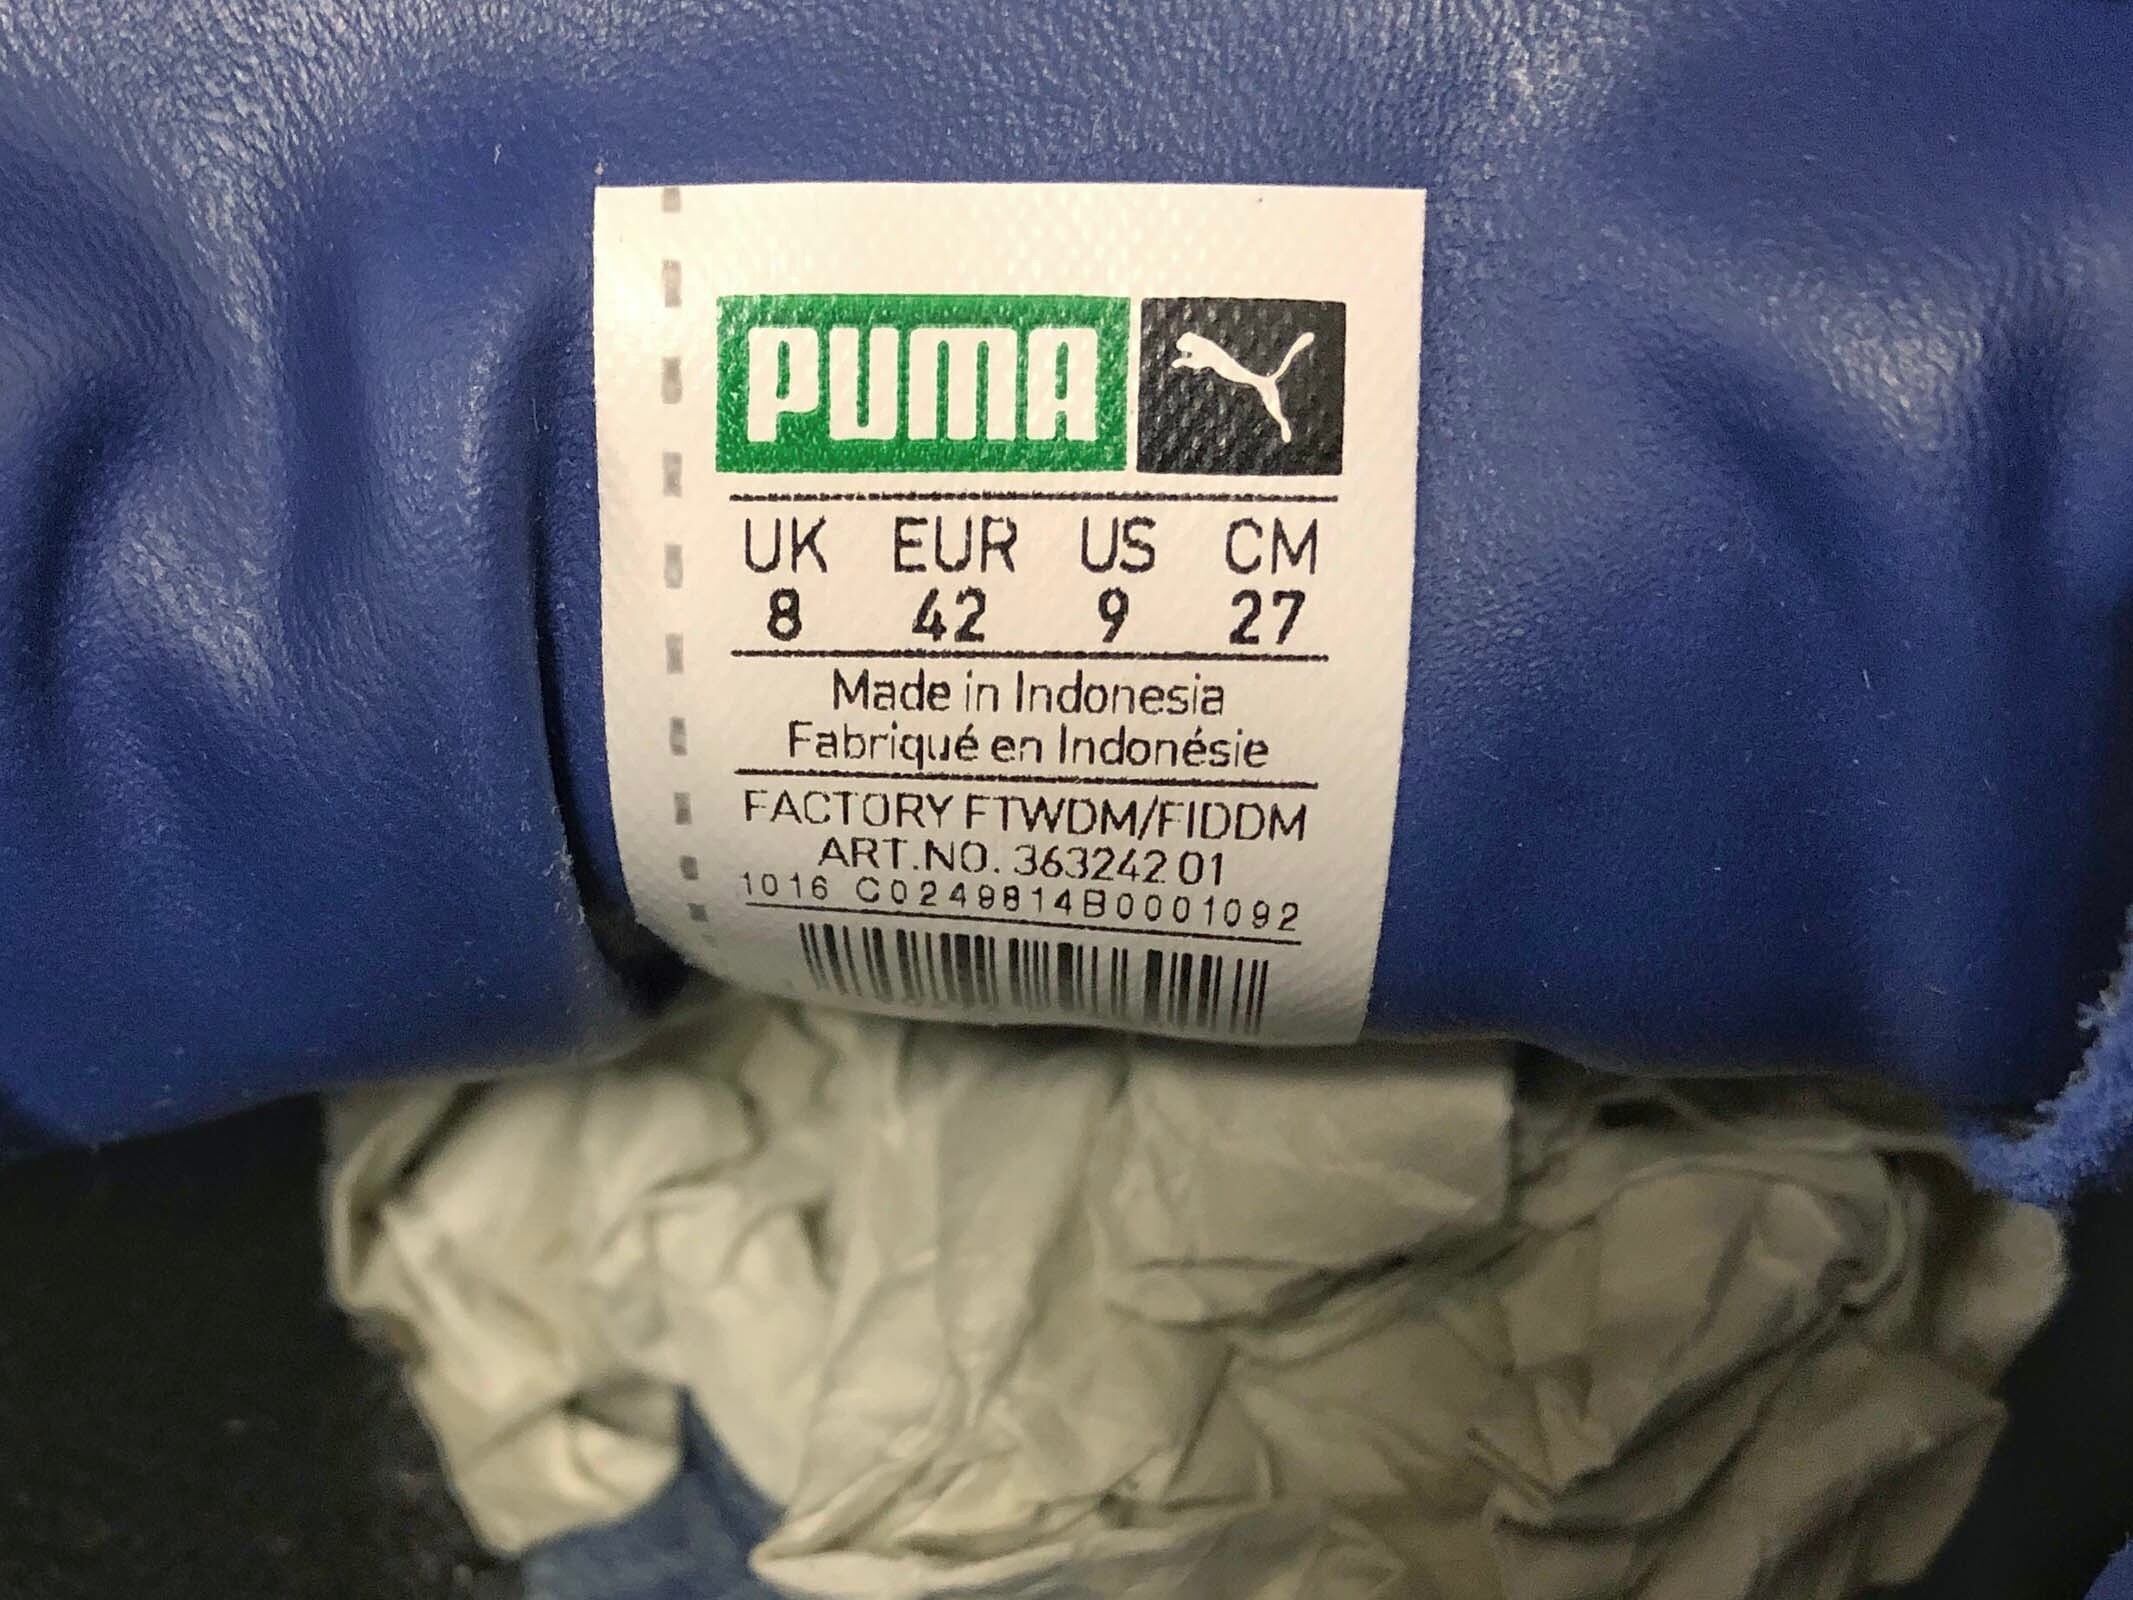 PUMA
UK EUR US CM
8 42 9 27
Made in Indonesia
Fabriqué en Indonésie
FACTORY FTWDM/FIDDM
ART.NO. 363242 01
1016 C0249814B0001092